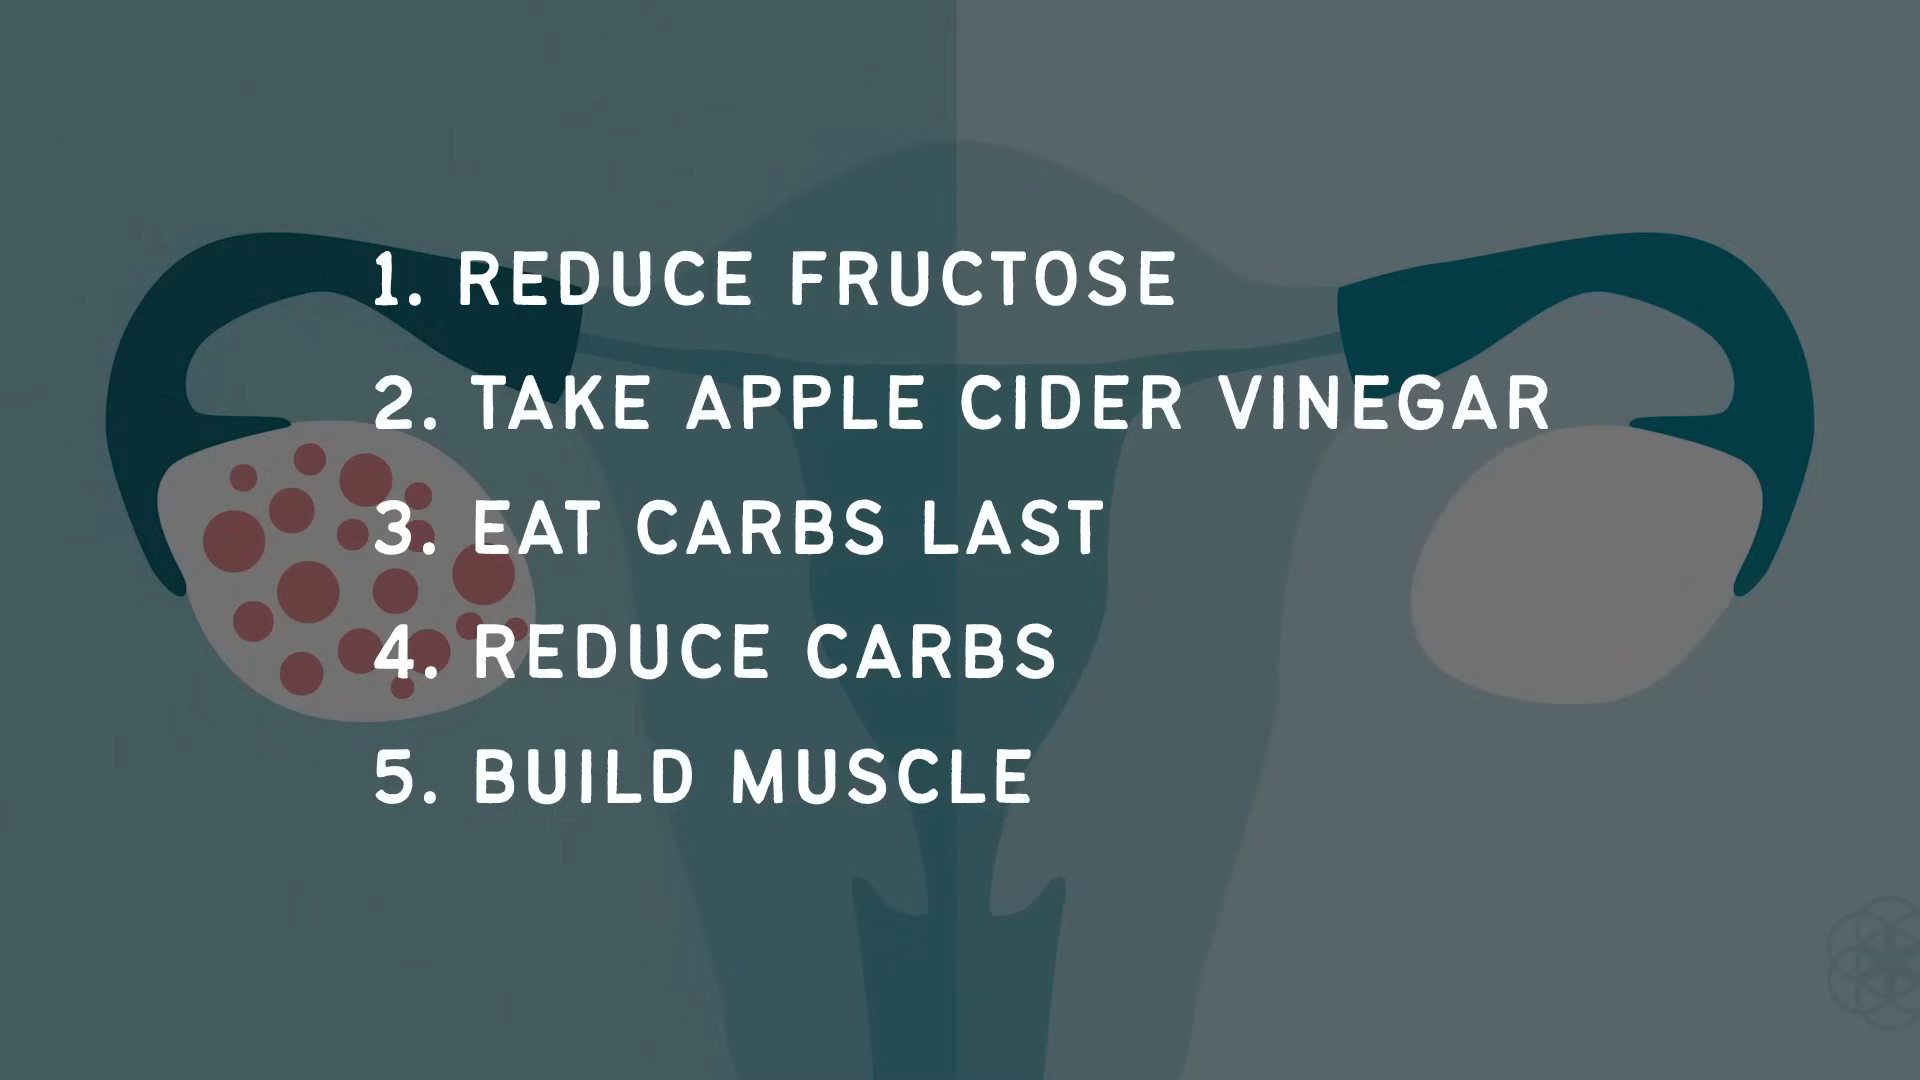 1. REDUCE FRUCTOSE
2. TAKE APPLE CIDER VINEGAR
3. EAT CARBS LAST
4. REDUCE CARBS
5. BUILD MUSCLE